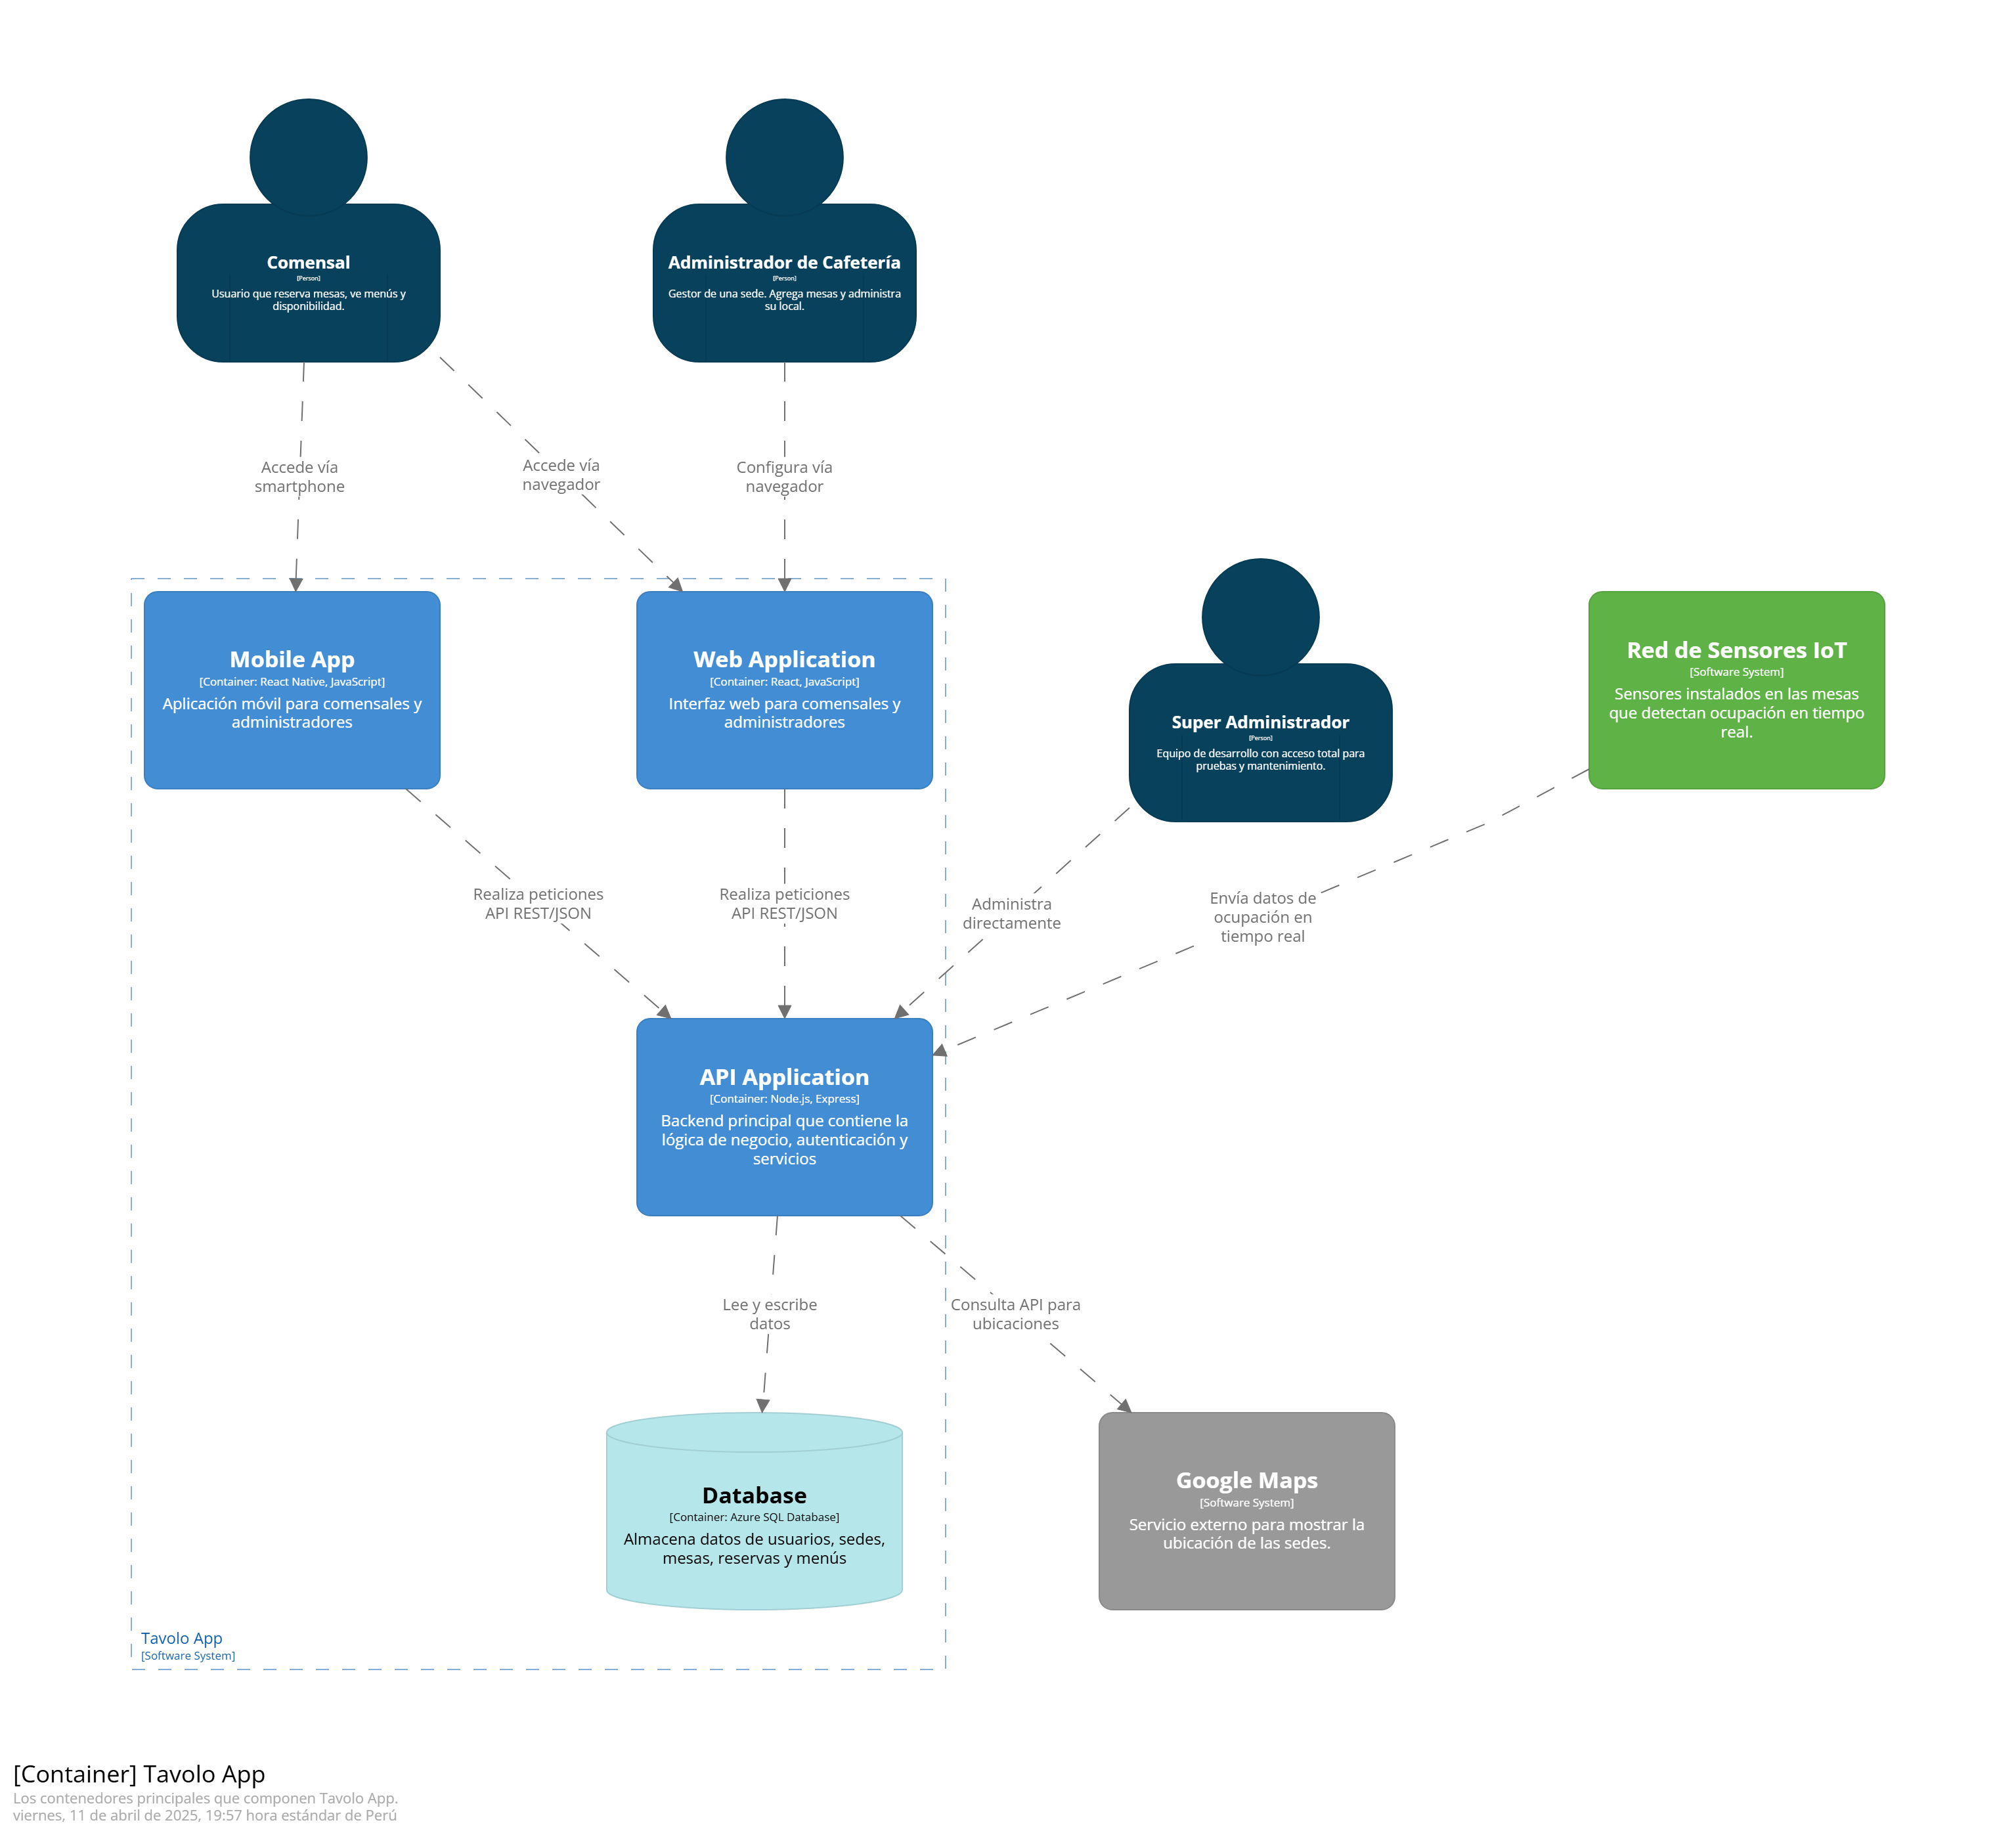 Comensal
[Person]
Usuario que reserva mesas, ve menús y
disponibilidad.
Administrador de Cafetería
[Person]
Gestor de una sede. Agrega mesas y administra
su local.
Accede vía
smartphone
Accede vía
navegador
Configura vía
navegador
Mobile App
[Container: React Native, JavaScript]
Aplicación móvil para comensales y
administradores
Web Application
[Container: React, JavaScript]
Interfaz web para comensales y
administradores
Super Administrador
[Person]
Equipo de desarrollo con acceso total para
pruebas y mantenimiento.
Red de Sensores IoT
[Software System]
Sensores instalados en las mesas
que detectan ocupación en tiempo
real.
Realiza peticiones
API REST/JSON
Realiza peticiones
API REST/JSON
Administra
directamente
Envía datos de
ocupación en
tiempo real
API Application
[Container: Node.js, Express]
Backend principal que contiene la
lógica de negocio, autenticación y
servicios
Lee y escribe
datos
Consulta API para
ubicaciones
Database
[Container: Azure SQL Database]
Almacena datos de usuarios, sedes,
mesas, reservas y menús
Google Maps
[Software System]
Servicio externo para mostrar la
ubicación de las sedes.
Tavolo App
[Software System]
[Container] Tavolo App
Los contenedores principales que componen Tavolo App.
viernes, 11 de abril de 2025, 19:57 hora estándar de Perú